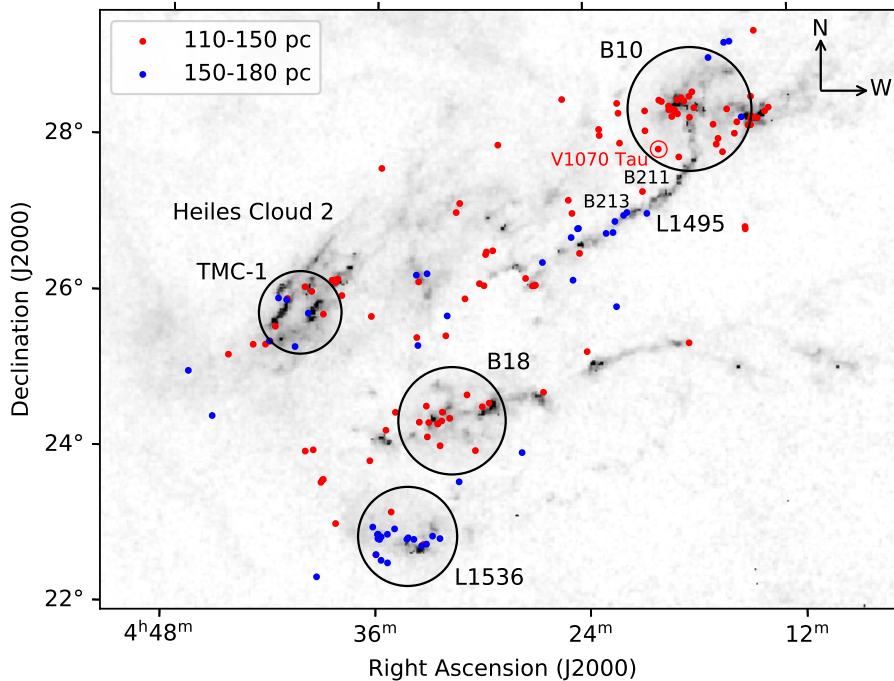 110-150 pc
150-180 pc
B10
N
W
28°
V1070 Tau
B211
B213
L1495
Heiles Cloud 2
TMC-1
26°
Declination (J2000)
B18
24°
L1536
22°
4ʰ48ᵐ
36ᵐ
24ᵐ
12ᵐ
Right Ascension (J2000)